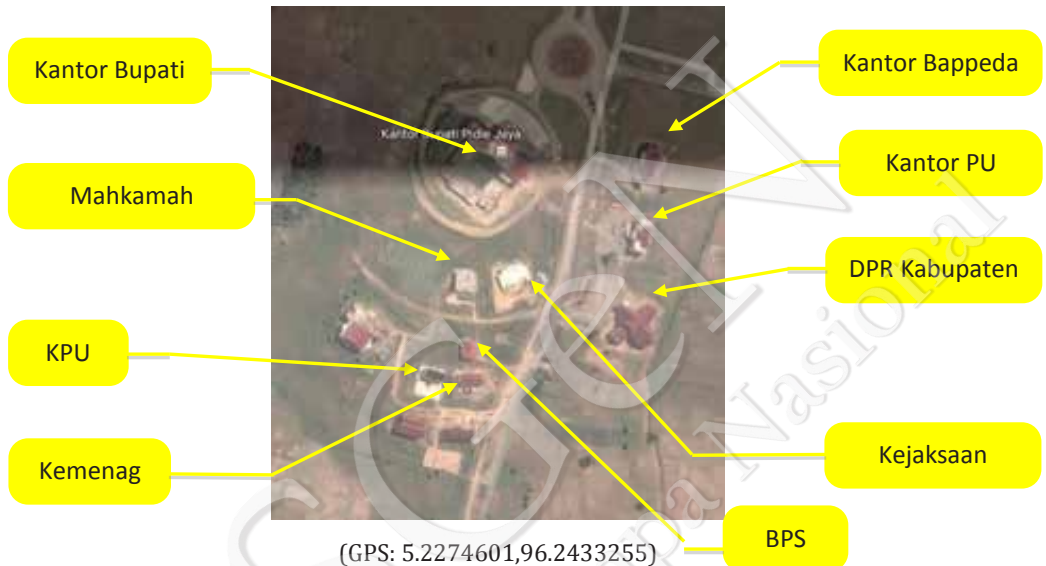 Kantor Bupati
Kantor Bappeda
Kantor Bupati Pidie Jaya
Kantor PU
Mahkamah
DPR Kabupaten
KPU
Kejaksaan
Kemenag
BPS
(GPS: 5.2274601,96.2433255)
Nasional